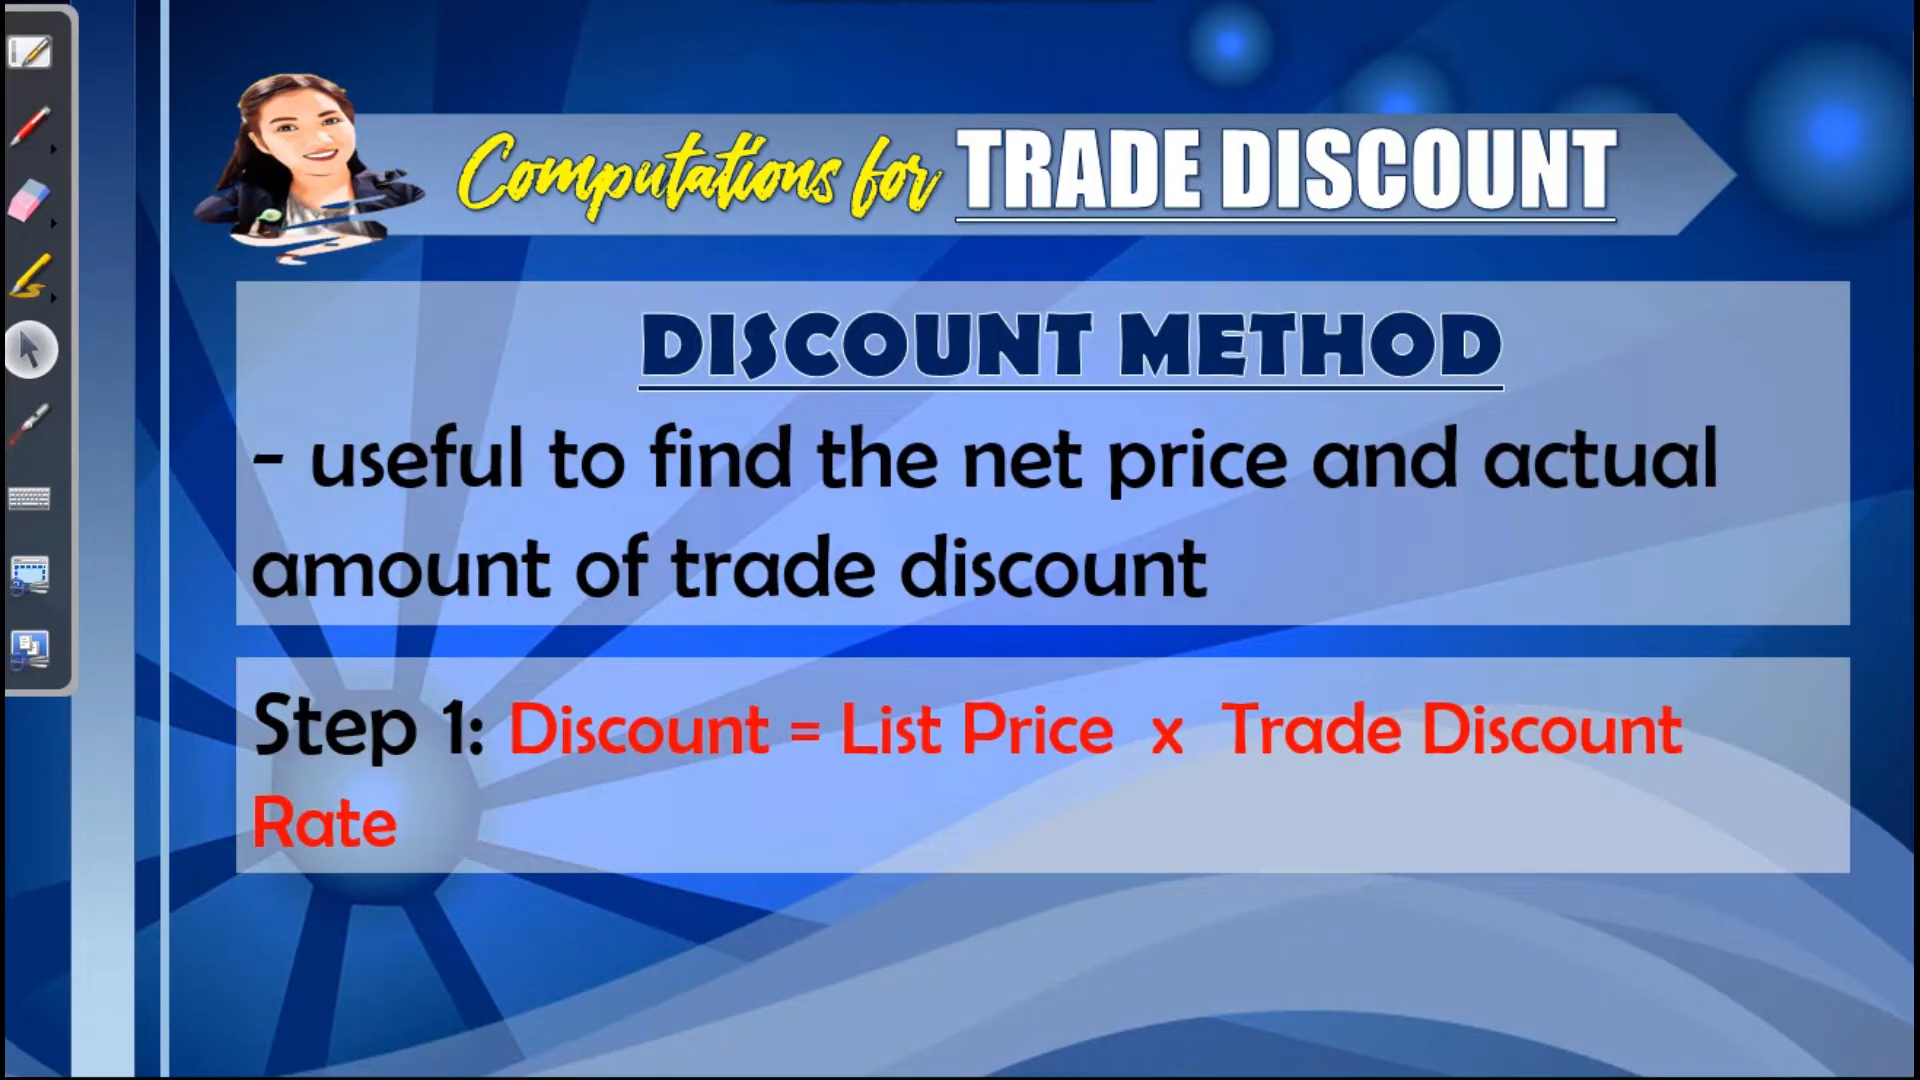 Computations for TRADE DISCOUNT
DISCOUNT METHOD
- useful to find the net price and actual
amount of trade discount
Step 1: Discount = List Price x Trade Discount
Rate